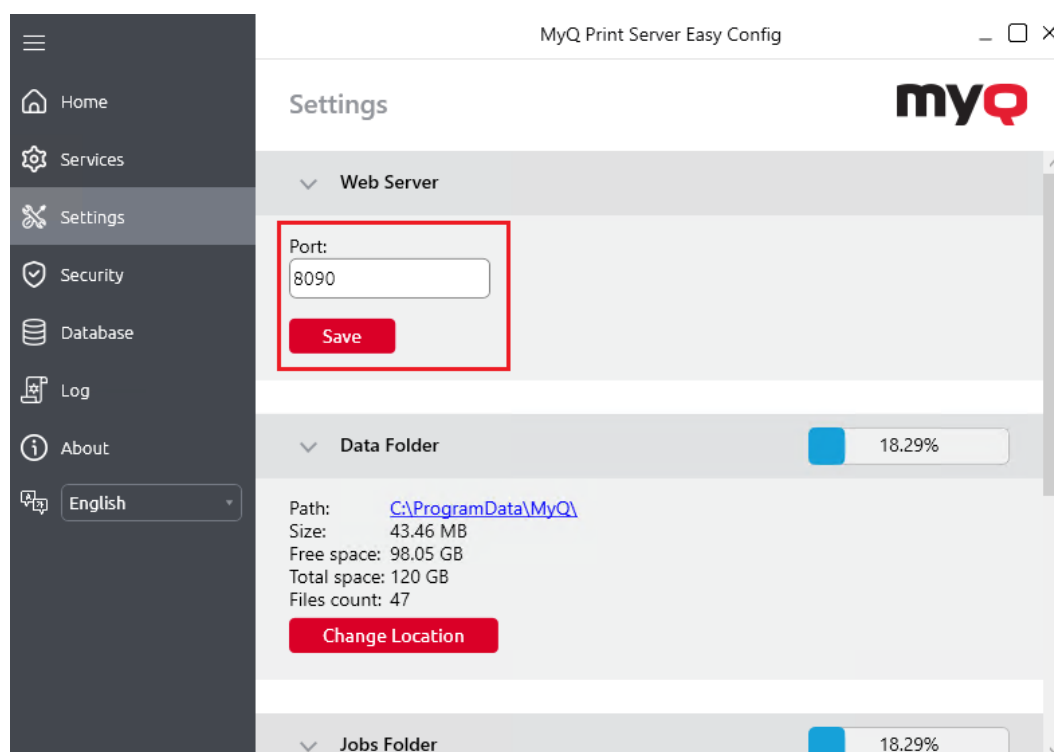 MyQ Print Server Easy Config
Home
Services
Settings
Security
Database
Log
About
English
Settings
myQ
Web Server
Port:
8090
Save
Data Folder
18.29%
Path: C:\ProgramData\MyQ\
Size: 43.46 MB
Free space: 98.05 GB
Total space: 120 GB
Files count: 47
Change Location
Jobs Folder
18.29%